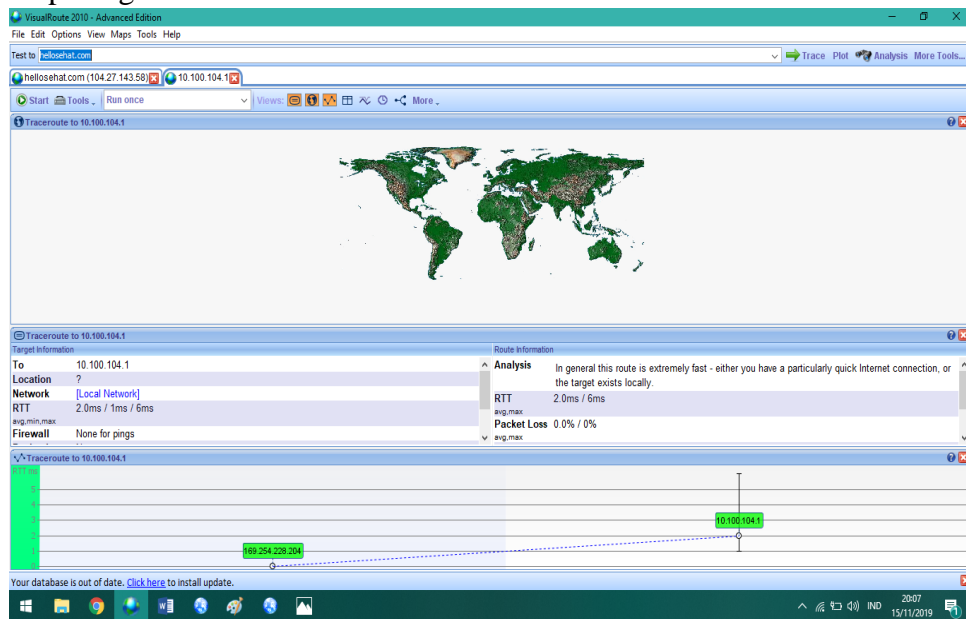 VisualRoute 2010 - Advanced Edition
File Edit Options View Maps Tools Help
Test to hellosehat.com Trace Plot Analysis More Tools...
hellosehat.com (104.27.143.58) 10.100.104.1
Start Tools Run once Views: More
Traceroute to 10.100.104.1
Traceroute to 10.100.104.1
Target Information
To 10.100.104.1
Location ?
Network [Local Network]
RTT 2.0ms / 1ms / 6ms
avg,min,max
Firewall None for pings
Route Information
Analysis In general this route is extremely fast - either you have a particularly quick Internet connection, or
the target exists locally.
RTT 2.0ms / 6ms
avg,max
Packet Loss 0.0% / 0%
avg,max
Traceroute to 10.100.104.1
RTT ms
5
4
3
2
1
0
10.100.104.1
169.254.228.204
Your database is out of date. Click here to install update.
IND
20:07
15/11/2019